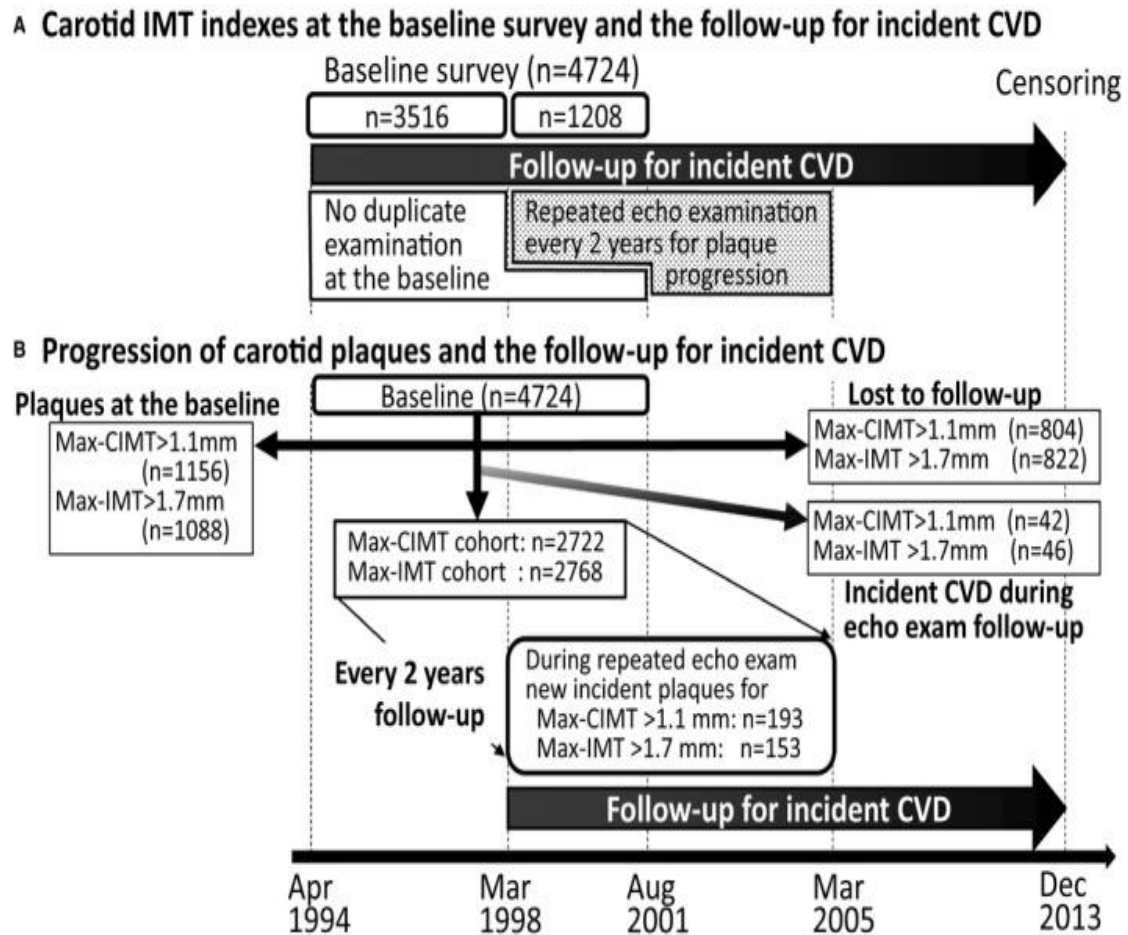 A Carotid IMT indexes at the baseline survey and the follow-up for incident CVD
Baseline survey (n=4724)
Censoring
n=3516
n=1208
Follow-up for incident CVD
No duplicate
examination
at the baseline
Repeated echo examination
every 2 years for plaque
progression
B Progression of carotid plaques and the follow-up for incident CVD
Plaques at the baseline
Max-CIMT>1.1mm
(n=1156)
Max-IMT>1.7mm
(n=1088)
Baseline (n=4724)
Lost to follow-up
Max-CIMT>1.1mm (n=804)
Max-IMT >1.7mm (n=822)
Max-CIMT>1.1mm (n=42)
Max-IMT >1.7mm (n=46)
Incident CVD during
echo exam follow-up
Max-CIMT cohort: n=2722
Max-IMT cohort : n=2768
Every 2 years
follow-up
During repeated echo exam
new incident plaques for
Max-CIMT >1.1 mm: n=193
Max-IMT >1.7 mm: n=153
Follow-up for incident CVD
Apr
1994
Mar
1998
Aug
2001
Mar
2005
Dec
2013